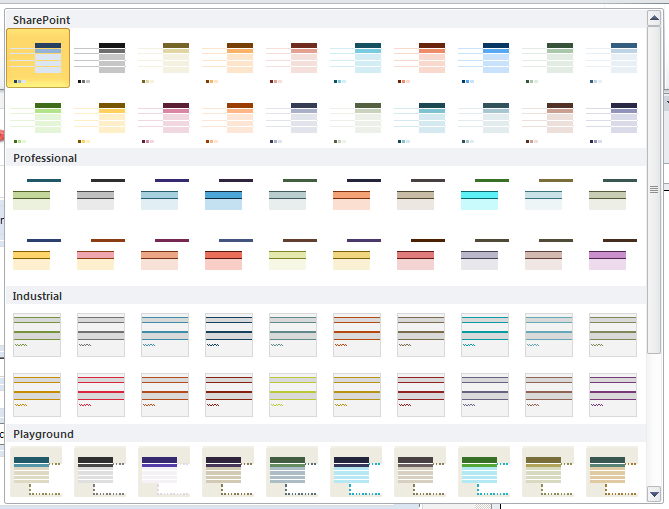 SharePoint
Professional
Industrial
Playground